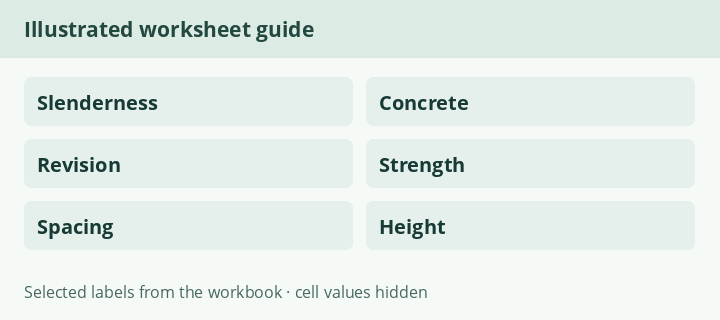 Illustrated worksheet guide
Slenderness
Concrete
Revision
Strength
Spacing
Height
Selected labels from the workbook · cell values hidden